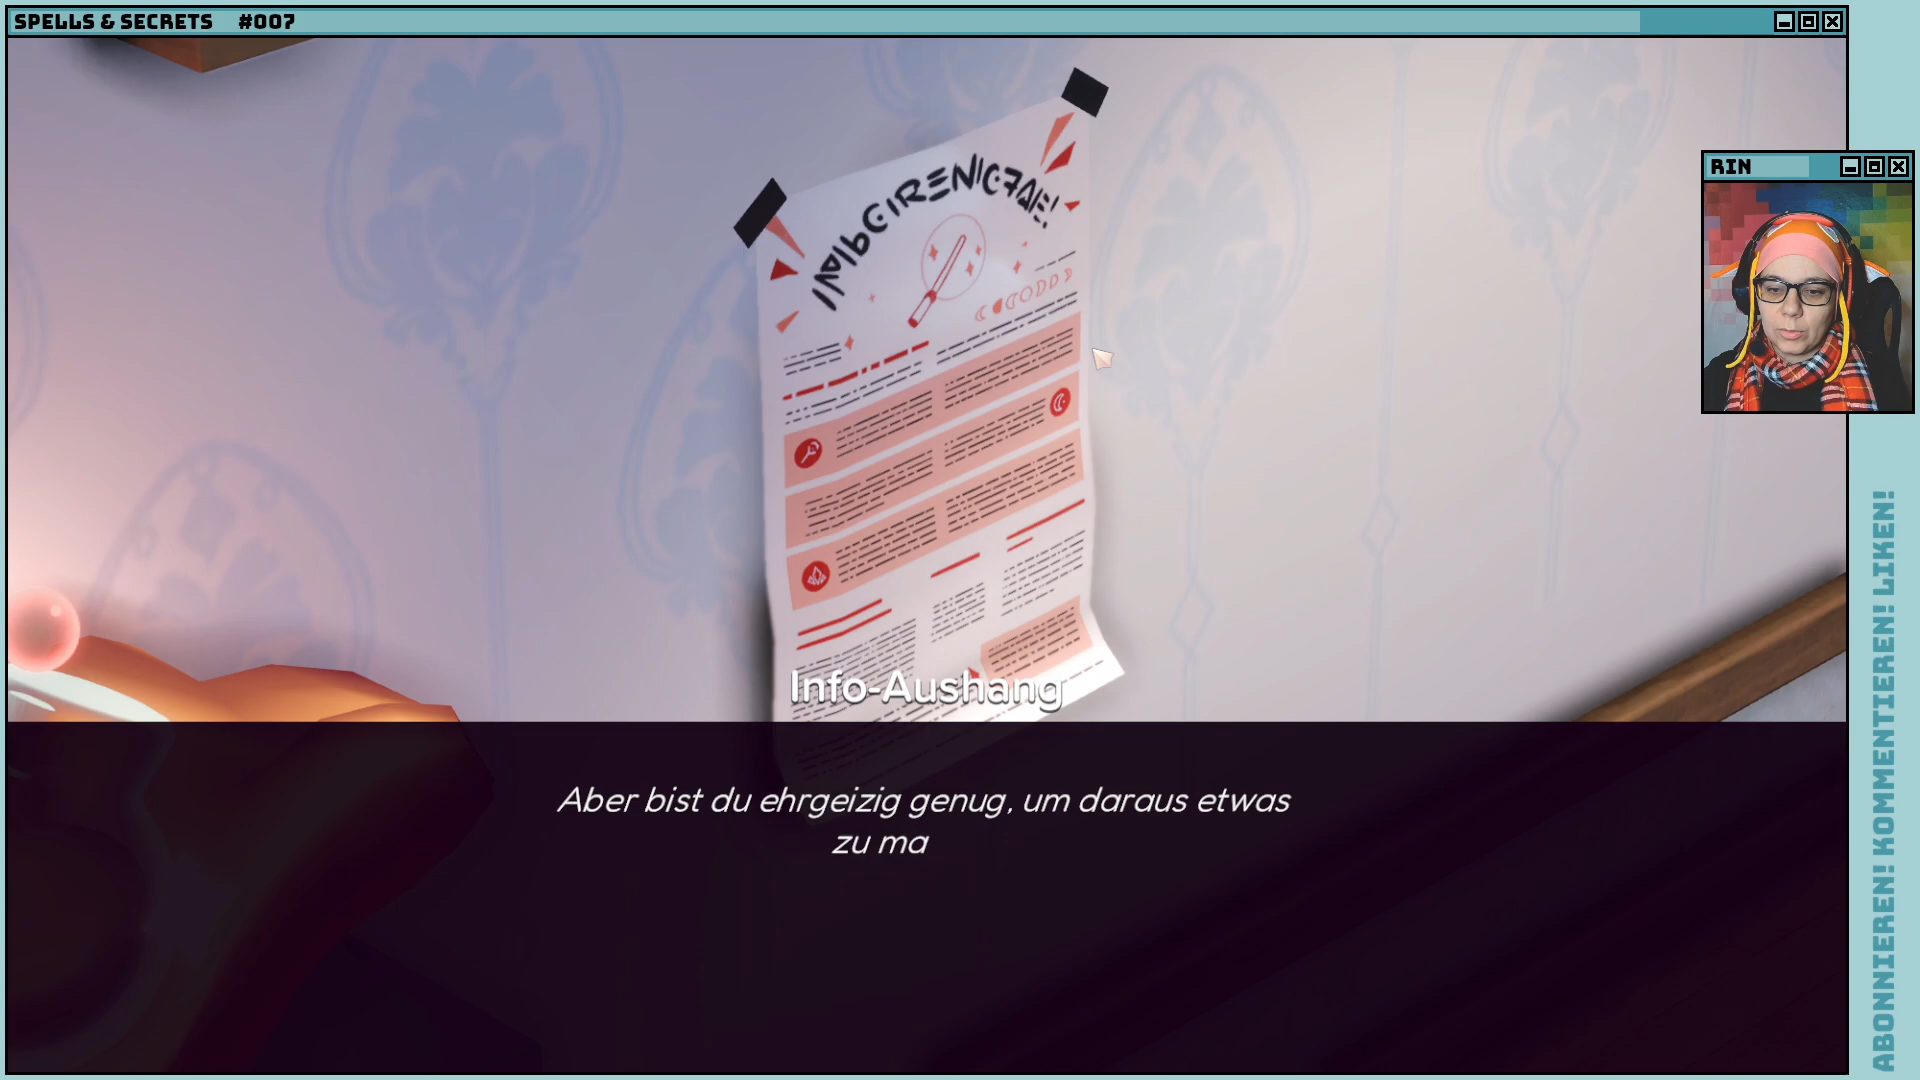 SPELLS & SECRETS #007
RIN
Info-Aushang
Aber bist du ehrgeizig genug, um daraus etwas
zu ma
ABONNIEREN! KOMMENTIEREN! LIKEN!